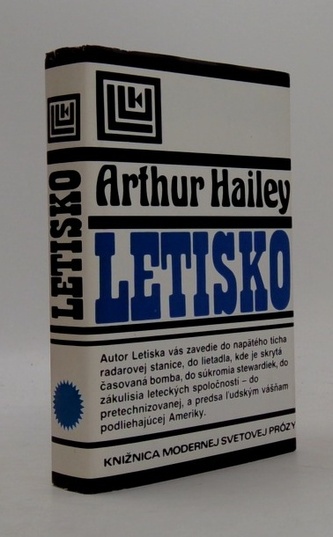 Arthur Hailey
LETISKO
Autor Letiska vás zavedie do napätého ticha
radarovej stanice, do lietadla, kde je skrytá
časovaná bomba, do súkromia stewardiek, do
zákulisia leteckých spoločností – do
pretechnizovanej, a predsa ľudským vášňam
podliehajúcej Ameriky.
KNIŽNICA MODERNEJ SVETOVEJ PRÓZY
LETISKO